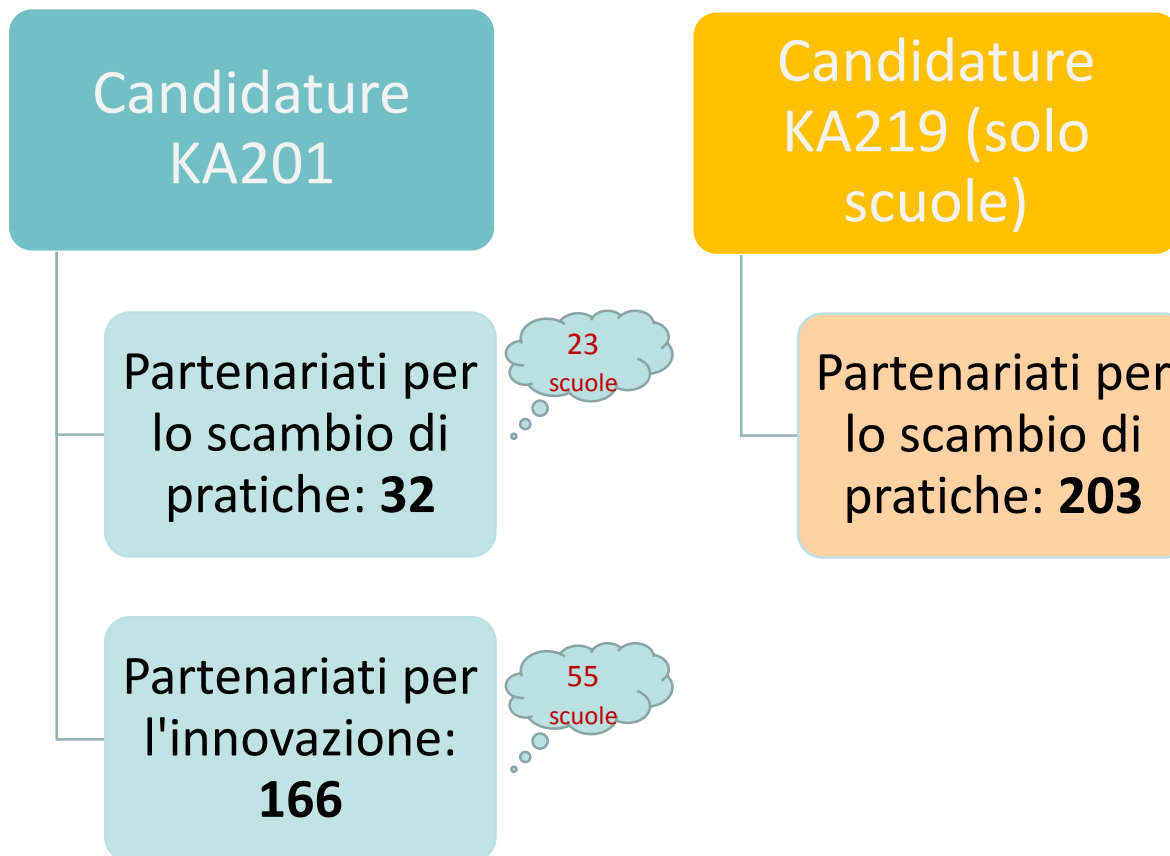 Candidature
KA201
Partenariati per
lo scambio di
pratiche: 32
23
scuole
Partenariati per
l'innovazione:
166
55
scuole
Candidature
KA219 (solo
scuole)
Partenariati per
lo scambio di
pratiche: 203